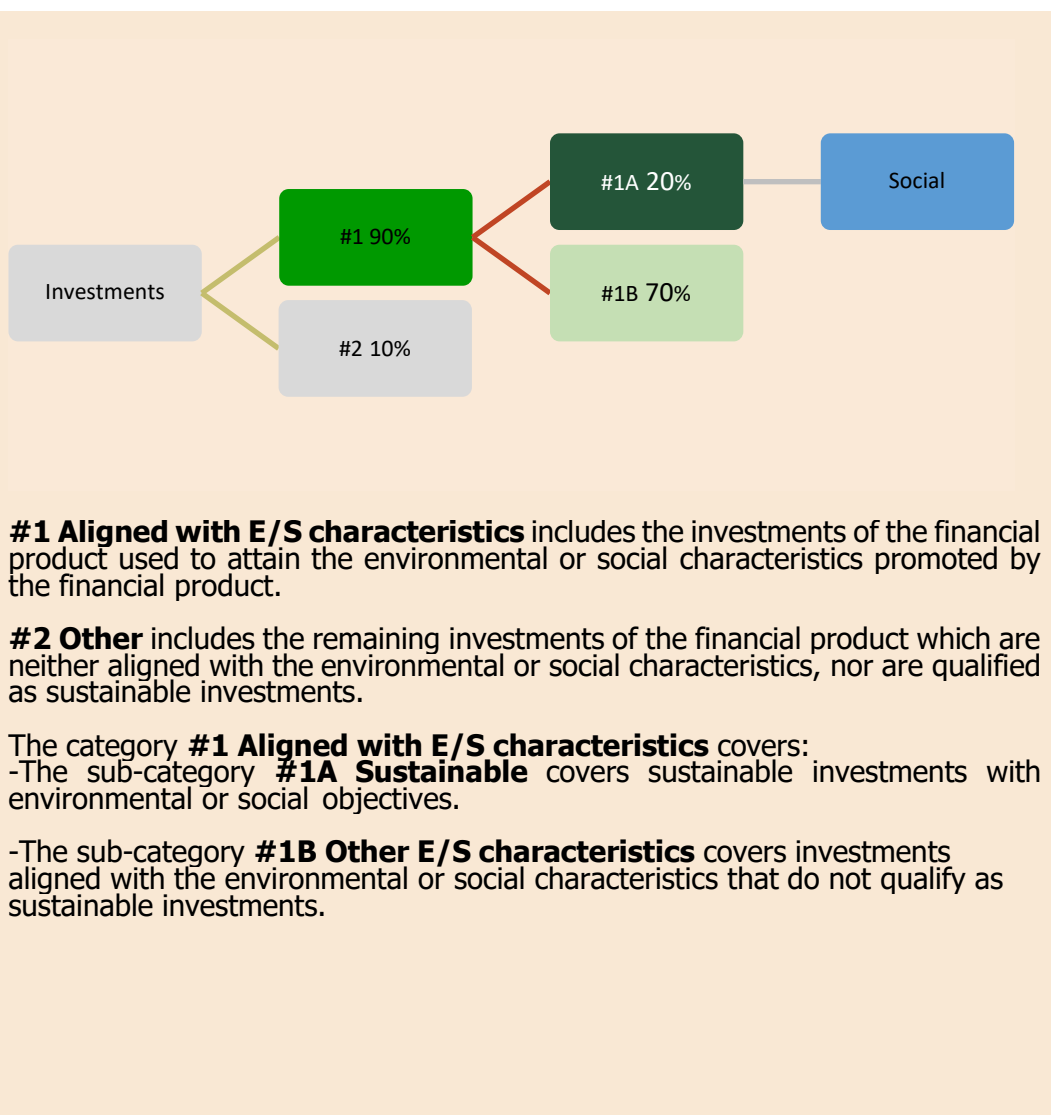 #1A 20%
Social
#1 90%
Investments
#1B 70%
#2 10%
#1 Aligned with E/S characteristics includes the investments of the financial
product used to attain the environmental or social characteristics promoted by
the financial product.
#2 Other includes the remaining investments of the financial product which are
neither aligned with the environmental or social characteristics, nor are qualified
as sustainable investments.
The category #1 Aligned with E/S characteristics covers:
-The sub-category #1A Sustainable covers sustainable investments with
environmental or social objectives.
-The sub-category #1B Other E/S characteristics covers investments
aligned with the environmental or social characteristics that do not qualify as
sustainable investments.